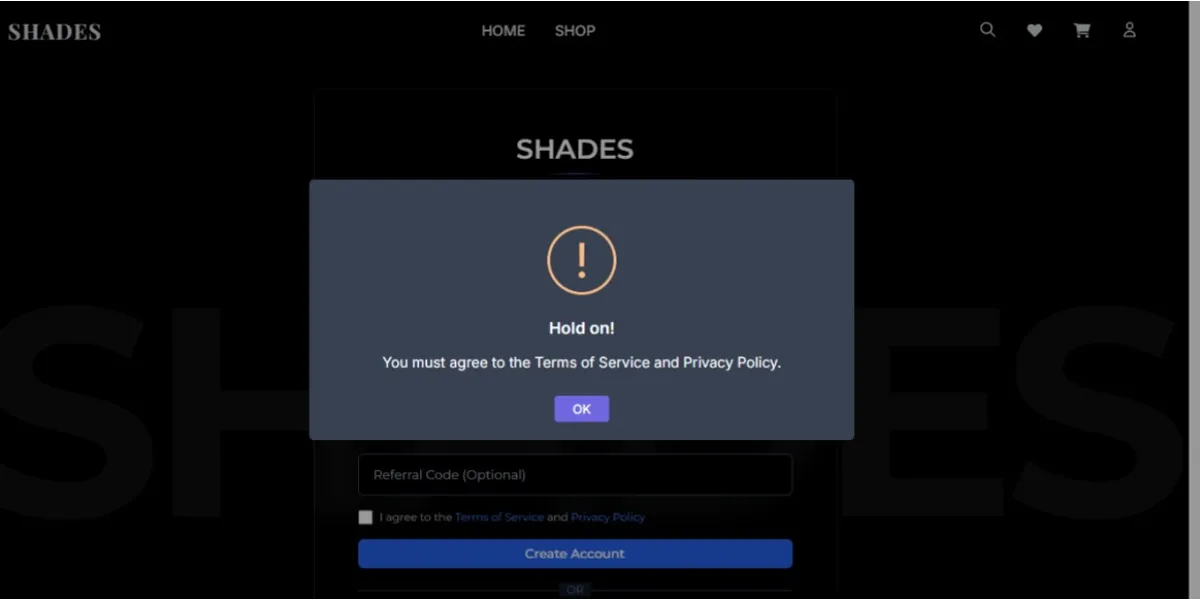 SHADES
HOME SHOP
SHADES
!
Hold on!
You must agree to the Terms of Service and Privacy Policy.
OK
Referral Code (Optional)
I agree to the Terms of Service and Privacy Policy
Create Account
OR